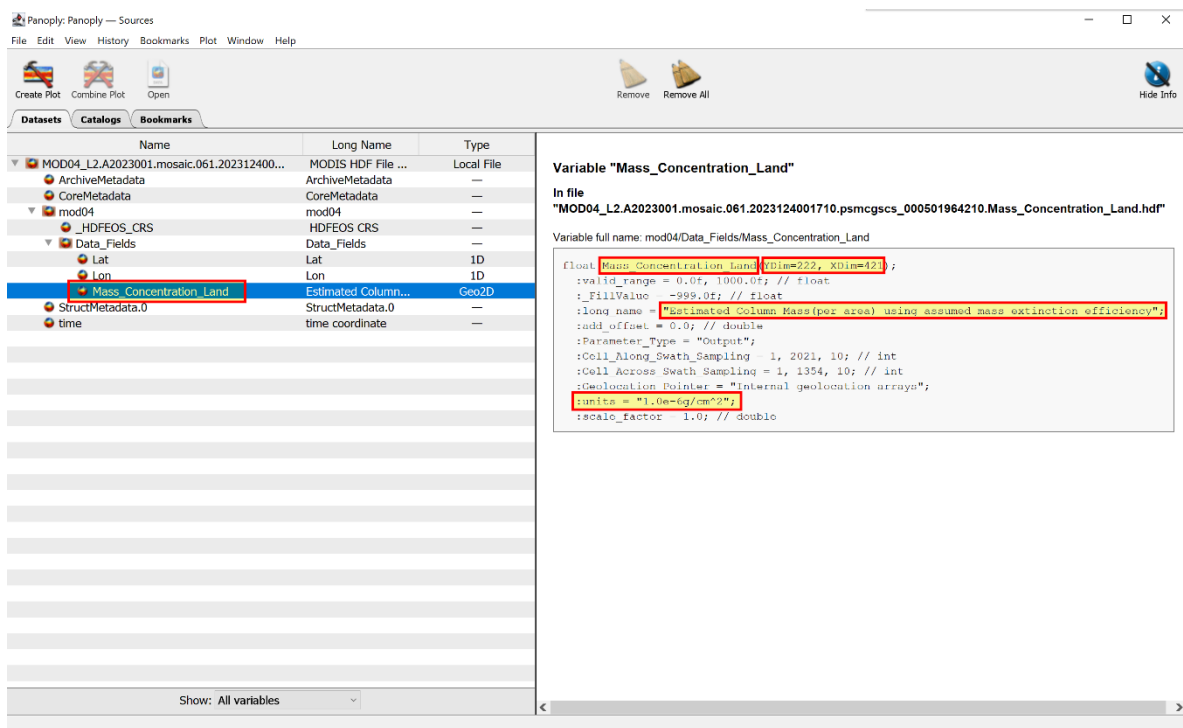 Panoply: Panoply — Sources
File Edit View History Bookmarks Plot Window Help
Create Plot Combine Plot Open Remove Remove All Hide Info
Datasets Catalogs Bookmarks
Name Long Name Type
MOD04_L2.A2023001.mosaic.061.202312400... MODIS HDF File ... Local File
ArchiveMetadata ArchiveMetadata —
CoreMetadata CoreMetadata —
mod04 mod04 —
_HDFEOS_CRS HDFEOS CRS —
Data_Fields Data_Fields —
Lat Lat 1D
Lon Lon 1D
Mass_Concentration_Land Estimated Column... Geo2D
StructMetadata.0 StructMetadata.0 —
time time coordinate —
Show: All variables
Variable "Mass_Concentration_Land"
In file
"MOD04_L2.A2023001.mosaic.061.2023124001710.psmcgscs_000501964210.Mass_Concentration_Land.hdf"
Variable full name: mod04/Data_Fields/Mass_Concentration_Land
float Mass_Concentration_Land(YDim=222, XDim=421);
:valid_range = 0.0f, 1000.0f; // float
:_FillValue = -999.0f; // float
:long_name = "Estimated Column Mass(per area) using assumed mass extinction efficiency";
:add_offset = 0.0; // double
:Parameter_Type = "Output";
:Cell_Along_Swath_Sampling = 1, 2021, 10; // int
:Cell_Across_Swath_Sampling = 1, 1354, 10; // int
:Geolocation_Pointer = "Internal geolocation arrays";
:units = "1.0e-6g/cm^2";
:scale_factor = 1.0; // double